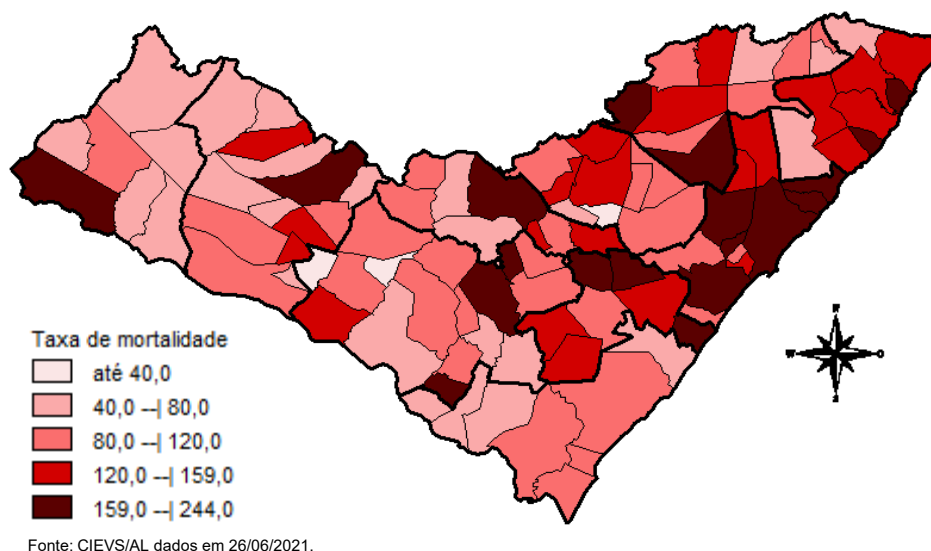 Taxa de mortalidade
até 40,0
40,0 --| 80,0
80,0 --| 120,0
120,0 --| 159,0
159,0 --| 244,0
Fonte: CIEVS/AL dados em 26/06/2021.